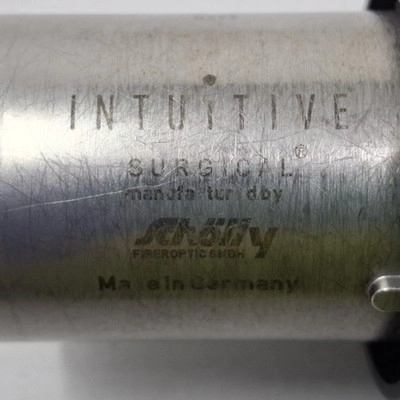 INTUITIVE
SURGICAL®
manufactured by
Schölly
FIBEROPTIC GMBH
Made in Germany